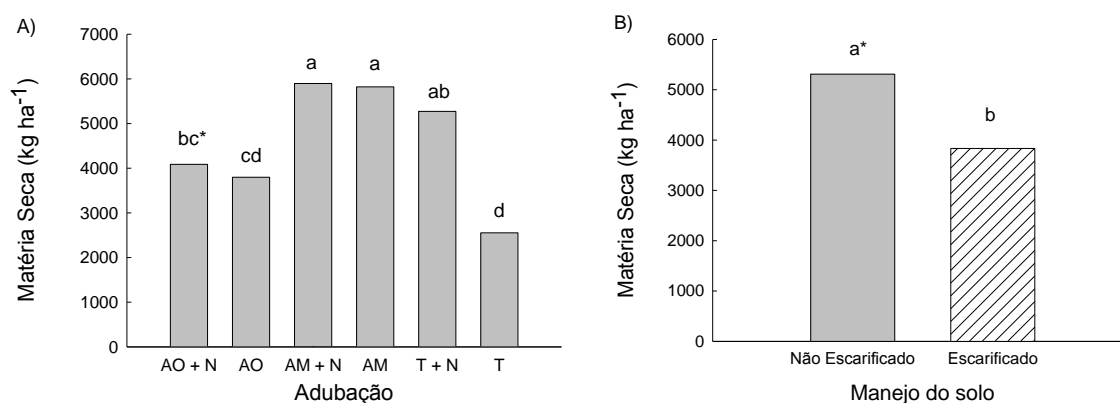 A)
Matéria Seca (kg ha-1)
7000
6000
5000
4000
3000
2000
1000
0
bc*
cd
a
a
ab
d
AO + N AO AM + N AM T + N T
Adubação
B)
Matéria Seca (kg ha-1)
6000
5000
4000
3000
2000
1000
0
a*
b
Não Escarificado Escarificado
Manejo do solo